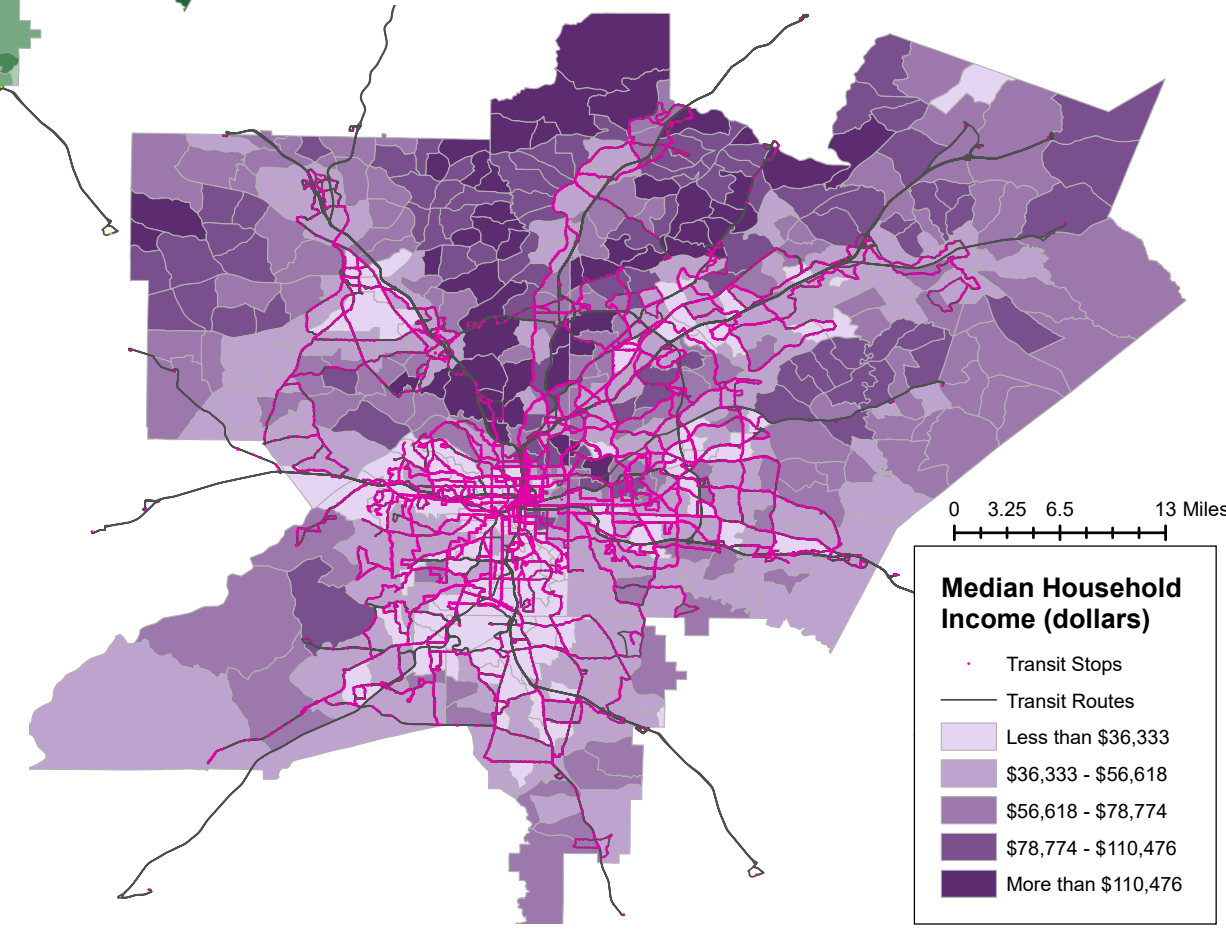 0 3.25 6.5 13 Miles
Median Household
Income (dollars)
Transit Stops
Transit Routes
Less than $36,333
$36,333 - $56,618
$56,618 - $78,774
$78,774 - $110,476
More than $110,476